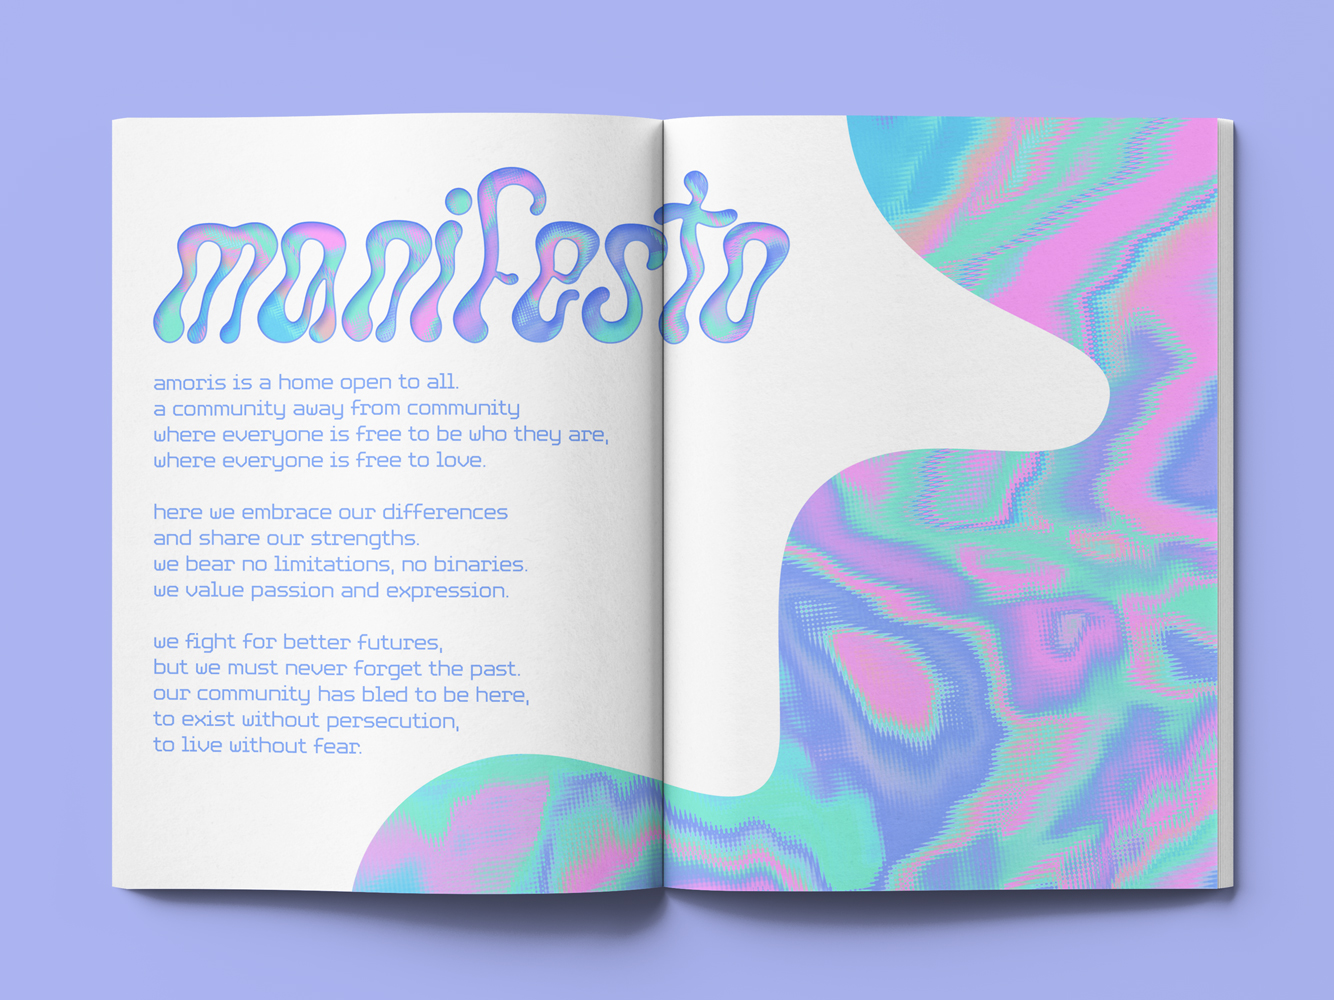 manifesto
amoris is a home open to all.
a community away from community
where everyone is free to be who they are,
where everyone is free to love.
here we embrace our differences
and share our strengths.
we bear no limitations, no binaries.
we value passion and expression.
we fight for better futures,
but we must never forget the past.
our community has bled to be here,
to exist without persecution,
to live without fear.